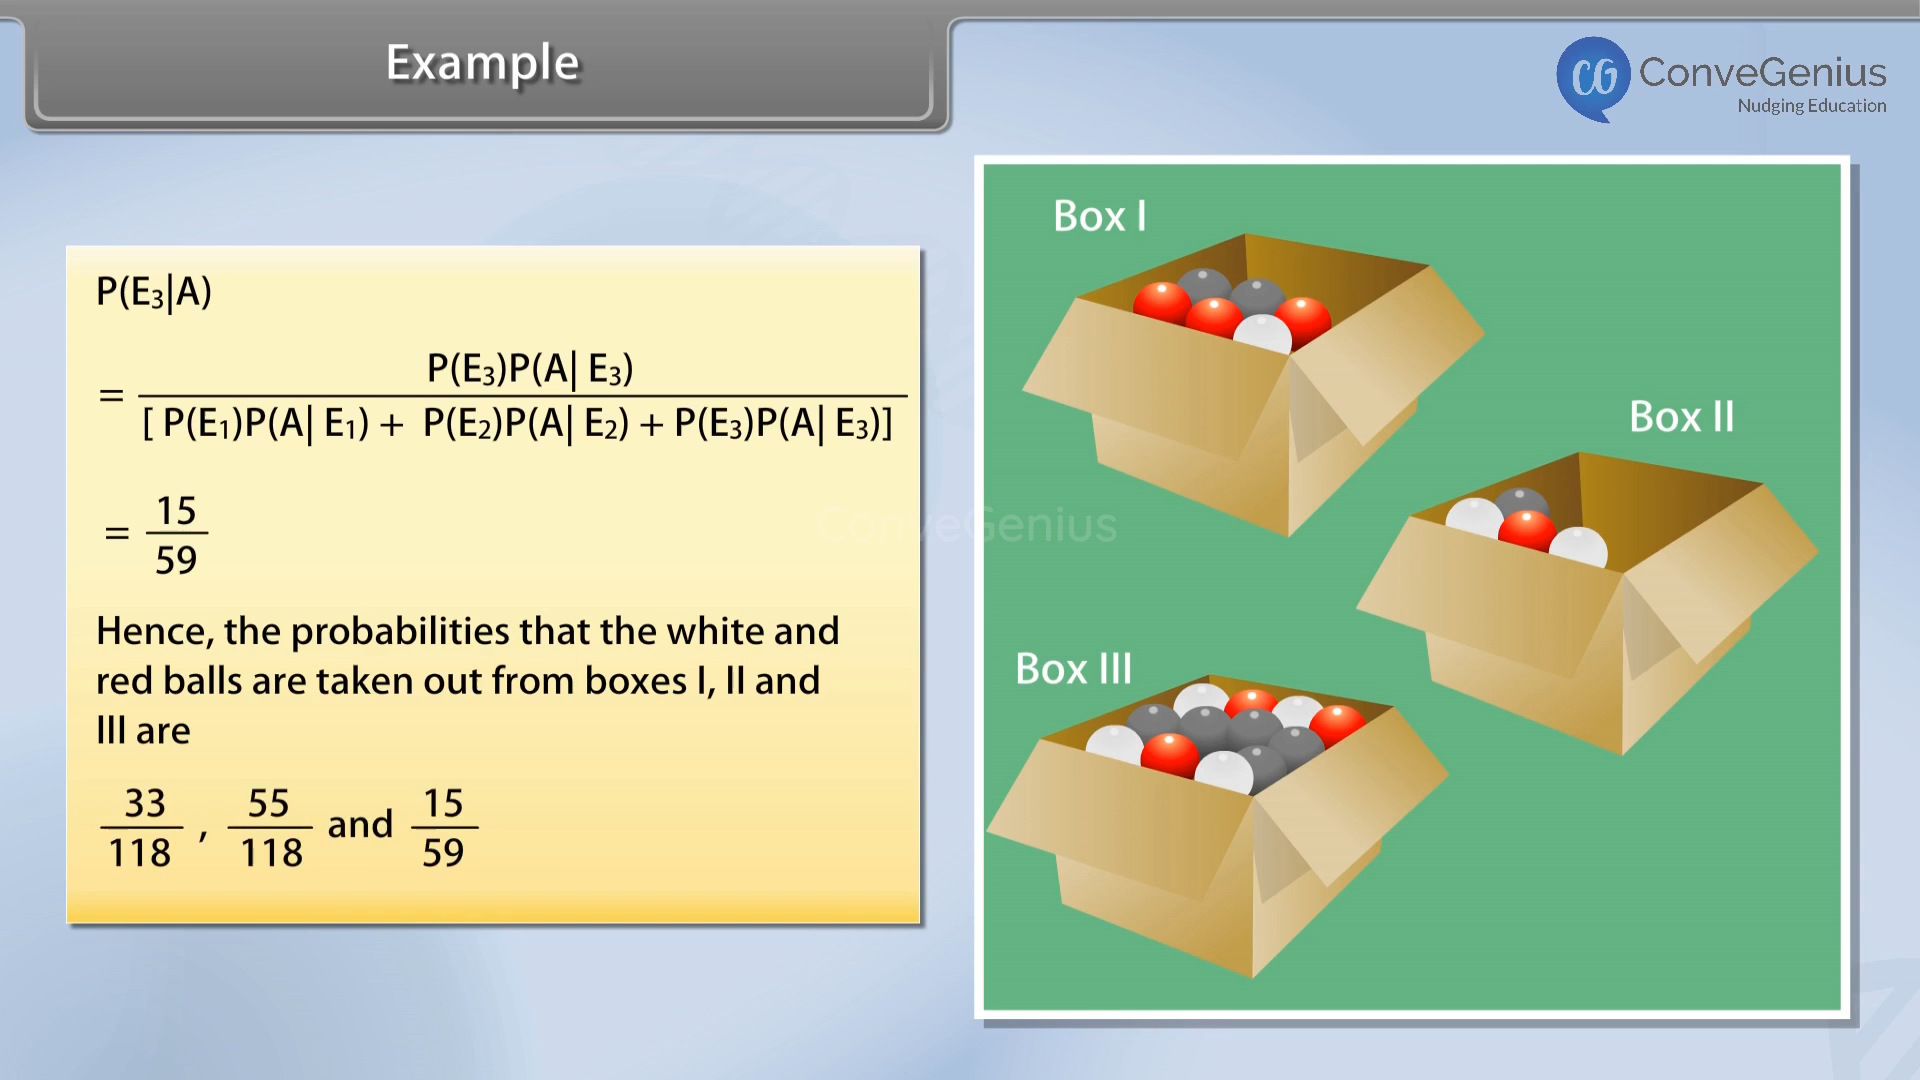 Example
CG ConveGenius
Nudging Education
P(E₃|A)
= P(E₃)P(A| E₃)
[ P(E₁)P(A| E₁) + P(E₂)P(A| E₂) + P(E₃)P(A| E₃)]
= 15
59
Hence, the probabilities that the white and
red balls are taken out from boxes I, II and
III are
33 55 15
, and
118 118 59
Box I
Box II
Box III
ConveGenius